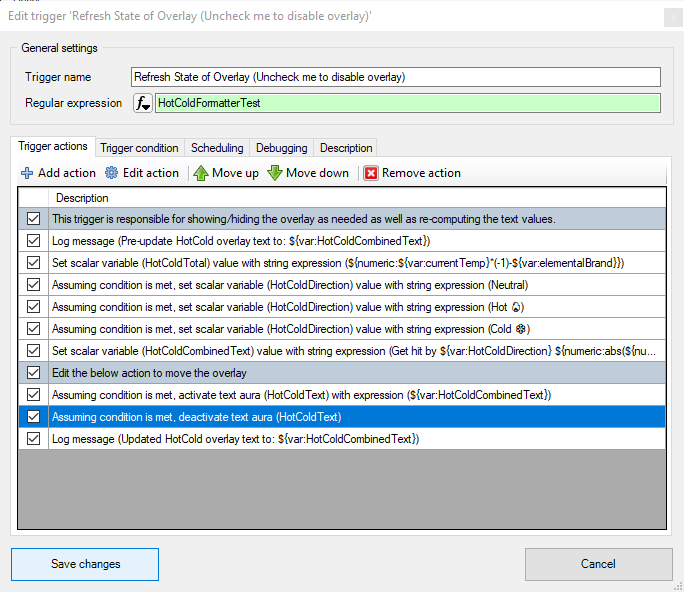 Edit trigger 'Refresh State of Overlay (Uncheck me to disable overlay)'
General settings
Trigger name Refresh State of Overlay (Uncheck me to disable overlay)
Regular expression HotColdFormatterTest
Trigger actions Trigger condition Scheduling Debugging Description
Add action Edit action Move up Move down Remove action
Description
This trigger is responsible for showing/hiding the overlay as needed as well as re-computing the text values.
Log message (Pre-update HotCold overlay text to: ${var:HotColdCombinedText})
Set scalar variable (HotColdTotal) value with string expression (${numeric:${var:currentTemp}*(-1)-${var:elementalBrand}})
Assuming condition is met, set scalar variable (HotColdDirection) value with string expression (Neutral)
Assuming condition is met, set scalar variable (HotColdDirection) value with string expression (Hot 🔥)
Assuming condition is met, set scalar variable (HotColdDirection) value with string expression (Cold ❄)
Set scalar variable (HotColdCombinedText) value with string expression (Get hit by ${var:HotColdDirection} ${numeric:abs(${nu...
Edit the below action to move the overlay
Assuming condition is met, activate text aura (HotColdText) with expression (${var:HotColdCombinedText})
Assuming condition is met, deactivate text aura (HotColdText)
Log message (Updated HotCold overlay text to: ${var:HotColdCombinedText})
Save changes Cancel